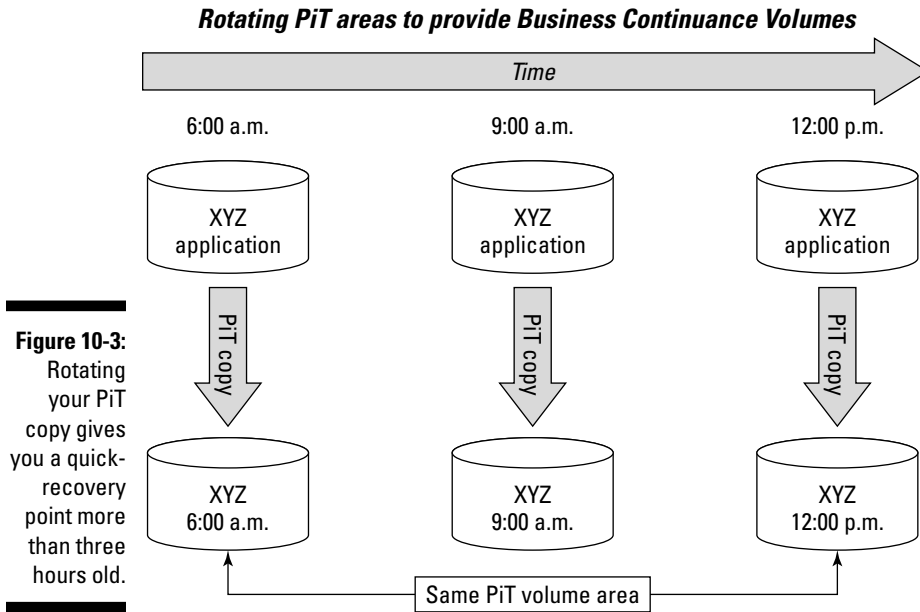 Rotating PiT areas to provide Business Continuance Volumes
Time
6:00 a.m.
9:00 a.m.
12:00 p.m.
XYZ
application
XYZ
application
XYZ
application
PiT copy
PiT copy
PiT copy
Figure 10-3:
Rotating
your PiT
copy gives
you a quick-
recovery
point more
than three
hours old.
XYZ
6:00 a.m.
XYZ
9:00 a.m.
XYZ
12:00 p.m.
Same PiT volume area